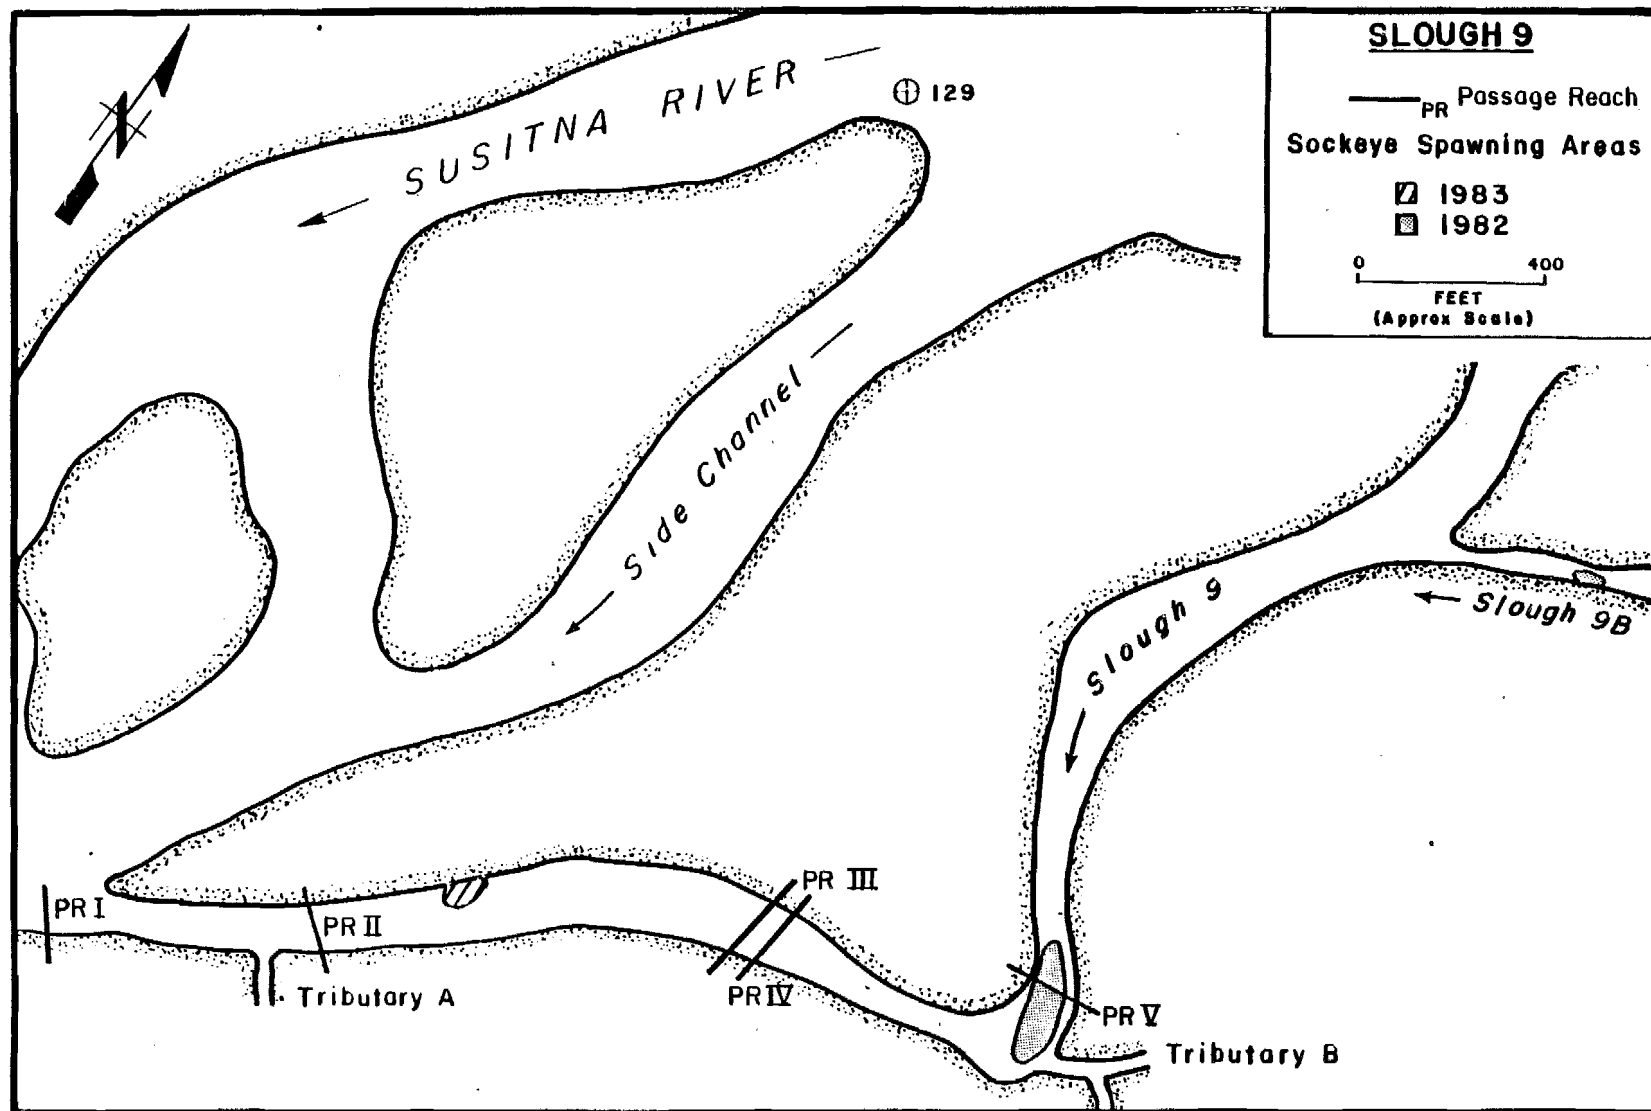 SLOUGH 9
PR Passage Reach
Sockeye Spawning Areas
1983
1982
0 400
FEET
(Approx Scale)
SUSITNA RIVER
129
Side Channel
Slough 9
Slough 9B
PR I
PR II
PR III
PR IV
PR V
Tributary A
Tributary B